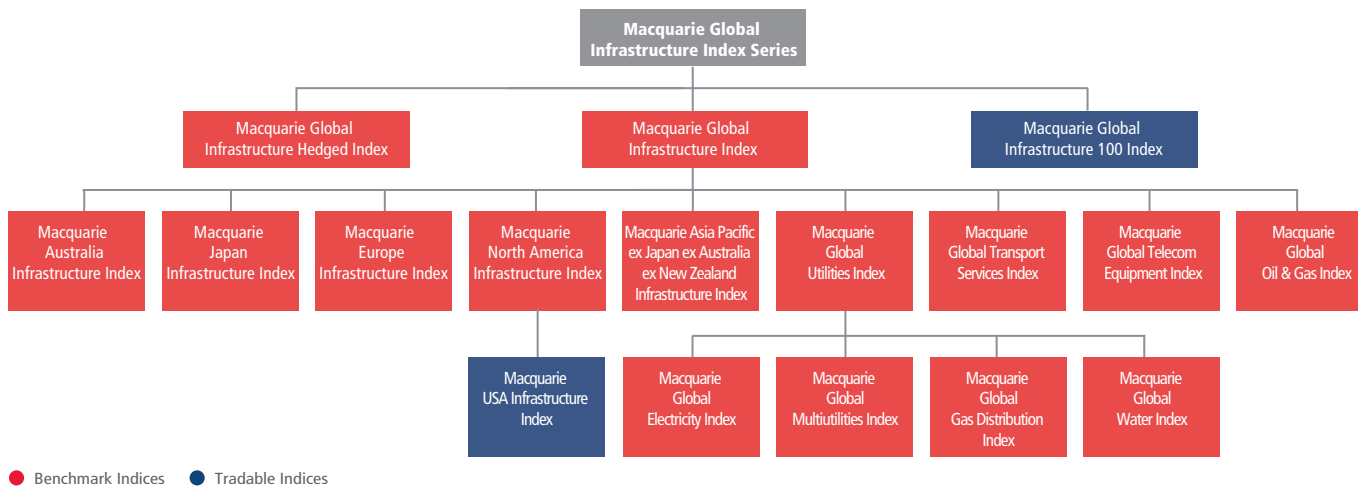 Macquarie Global
Infrastructure Index Series
Macquarie Global
Infrastructure Hedged Index
Macquarie Global
Infrastructure Index
Macquarie Global
Infrastructure 100 Index
Macquarie
Australia
Infrastructure Index
Macquarie
Japan
Infrastructure Index
Macquarie
Europe
Infrastructure Index
Macquarie
North America
Infrastructure Index
Macquarie Asia Pacific
ex Japan ex Australia
ex New Zealand
Infrastructure Index
Macquarie
Global
Utilities Index
Macquarie
Global Transport
Services Index
Macquarie
Global Telecom
Equipment Index
Macquarie
Global
Oil & Gas Index
Macquarie
USA Infrastructure
Index
Macquarie
Global
Electricity Index
Macquarie
Global
Multiutilities Index
Macquarie
Global
Gas Distribution
Index
Macquarie
Global
Water Index
Benchmark Indices
Tradable Indices